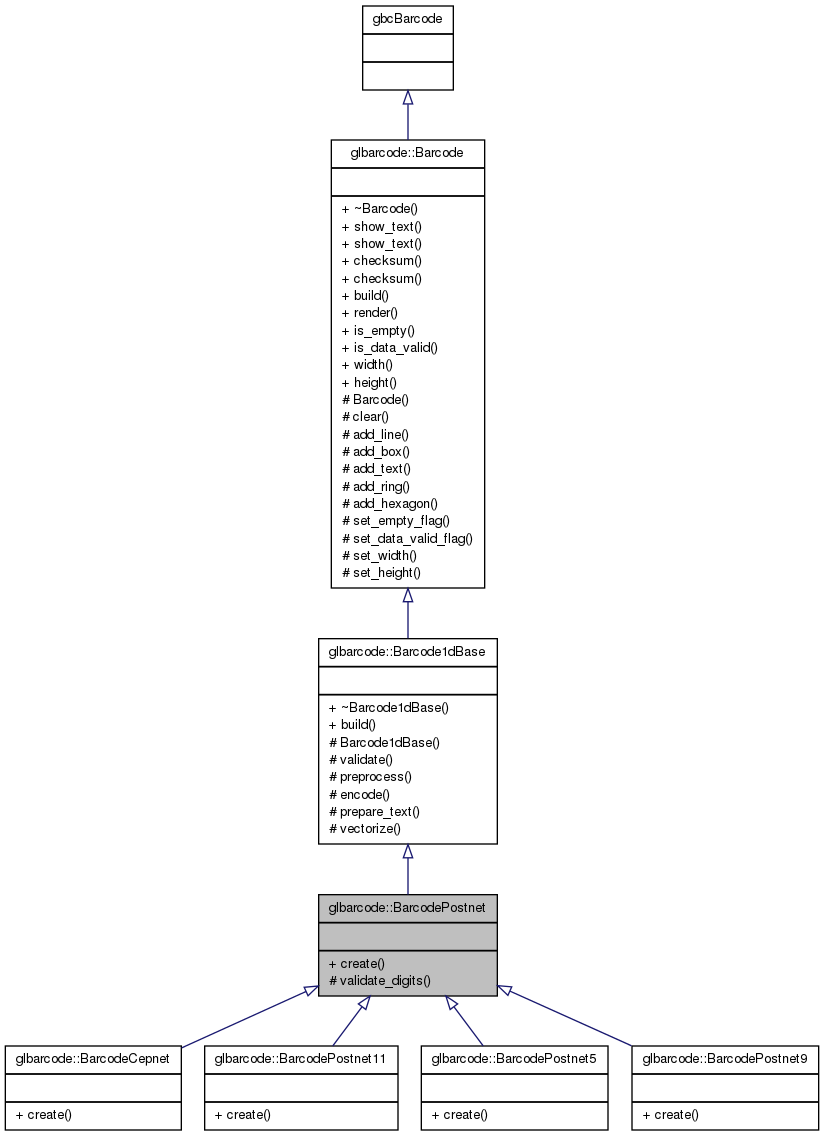 gbcBarcode
glbarcode::Barcode
+ ~Barcode()
+ show_text()
+ show_text()
+ checksum()
+ checksum()
+ build()
+ render()
+ is_empty()
+ is_data_valid()
+ width()
+ height()
# Barcode()
# clear()
# add_line()
# add_box()
# add_text()
# add_ring()
# add_hexagon()
# set_empty_flag()
# set_data_valid_flag()
# set_width()
# set_height()
glbarcode::Barcode1dBase
+ ~Barcode1dBase()
+ build()
# Barcode1dBase()
# validate()
# preprocess()
# encode()
# prepare_text()
# vectorize()
glbarcode::BarcodePostnet
+ create()
# validate_digits()
glbarcode::BarcodeCepnet
+ create()
glbarcode::BarcodePostnet11
+ create()
glbarcode::BarcodePostnet5
+ create()
glbarcode::BarcodePostnet9
+ create()